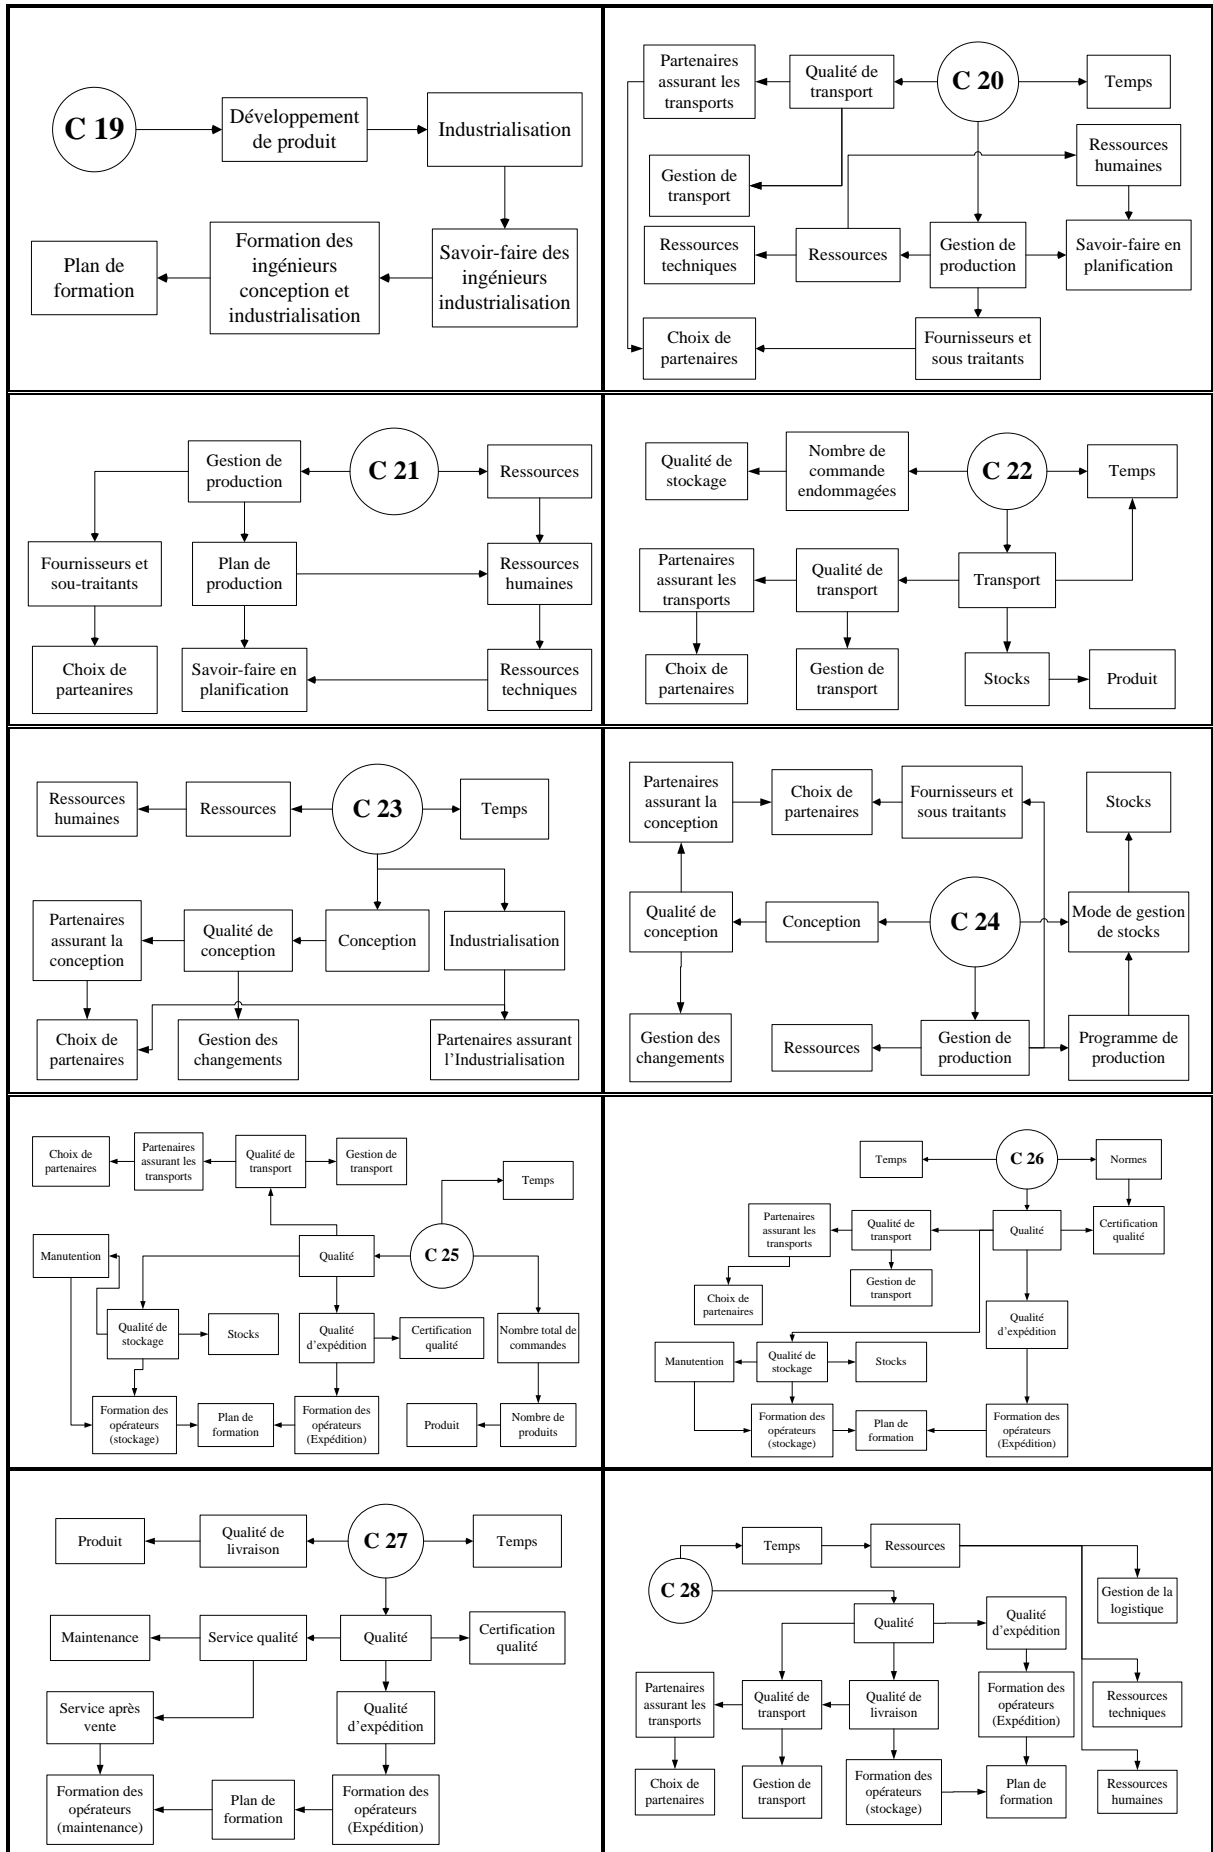 C 19
Développement
de produit
Industrialisation
Plan de
formation
Formation des
ingénieurs
conception et
industrialisation
Savoir-faire des
ingénieurs
industrialisation
Partenaires
assurant les
transports
Qualité de
transport
C 20
Temps
Ressources
humaines
Gestion de
transport
Ressources
techniques
Ressources
Gestion de
production
Savoir-faire en
planification
Choix de
partenaires
Fournisseurs et
sous traitants
Gestion de
production
C 21
Ressources
Fournisseurs et
sou-traitants
Plan de
production
Ressources
humaines
Choix de
parteanires
Savoir-faire en
planification
Ressources
techniques
Qualité de
stockage
Nombre de
commande
endommagées
C 22
Temps
Partenaires
assurant les
transports
Qualité de
transport
Transport
Choix de
partenaires
Gestion de
transport
Stocks
Produit
Ressources
humaines
Ressources
C 23
Temps
Partenaires
assurant la
conception
Qualité de
conception
Conception
Industrialisation
Choix de
partenaires
Gestion des
changements
Partenaires assurant
l’Industrialisation
Partenaires
assurant la
conception
Choix de
partenaires
Fournisseurs et
sous traitants
Stocks
Qualité de
conception
Conception
C 24
Mode de gestion
de stocks
Gestion des
changements
Ressources
Gestion de
production
Programme de
production
Choix de
partenaires
Partenaires
assurant les
transports
Qualité de
transport
Gestion de
transport
Temps
Manutention
Qualité
C 25
Qualité de
stockage
Stocks
Qualité
d’expédition
Certification
qualité
Nombre total de
commandes
Formation des
opérateurs
(stockage)
Plan de
formation
Formation des
opérateurs
(Expédition)
Produit
Nombre de
produits
Temps
C 26
Normes
Partenaires
assurant les
transports
Qualité de
transport
Qualité
Certification
qualité
Choix de
partenaires
Gestion de
transport
Qualité
d’expédition
Manutention
Qualité de
stockage
Stocks
Formation des
opérateurs
(stockage)
Plan de
formation
Formation des
opérateurs
(Expédition)
Produit
Qualité de
livraison
C 27
Temps
Maintenance
Service qualité
Qualité
Certification
qualité
Service après
vente
Qualité
d’expédition
Formation des
opérateurs
(maintenance)
Plan de
formation
Formation des
opérateurs
(Expédition)
Temps
Ressources
C 28
Gestion de la
logistique
Qualité
Qualité
d’expédition
Partenaires
assurant les
transports
Qualité de
transport
Qualité de
livraison
Formation des
opérateurs
(Expédition)
Ressources
techniques
Choix de
partenaires
Gestion de
transport
Formation des
opérateurs
(stockage)
Plan de
formation
Ressources
humaines